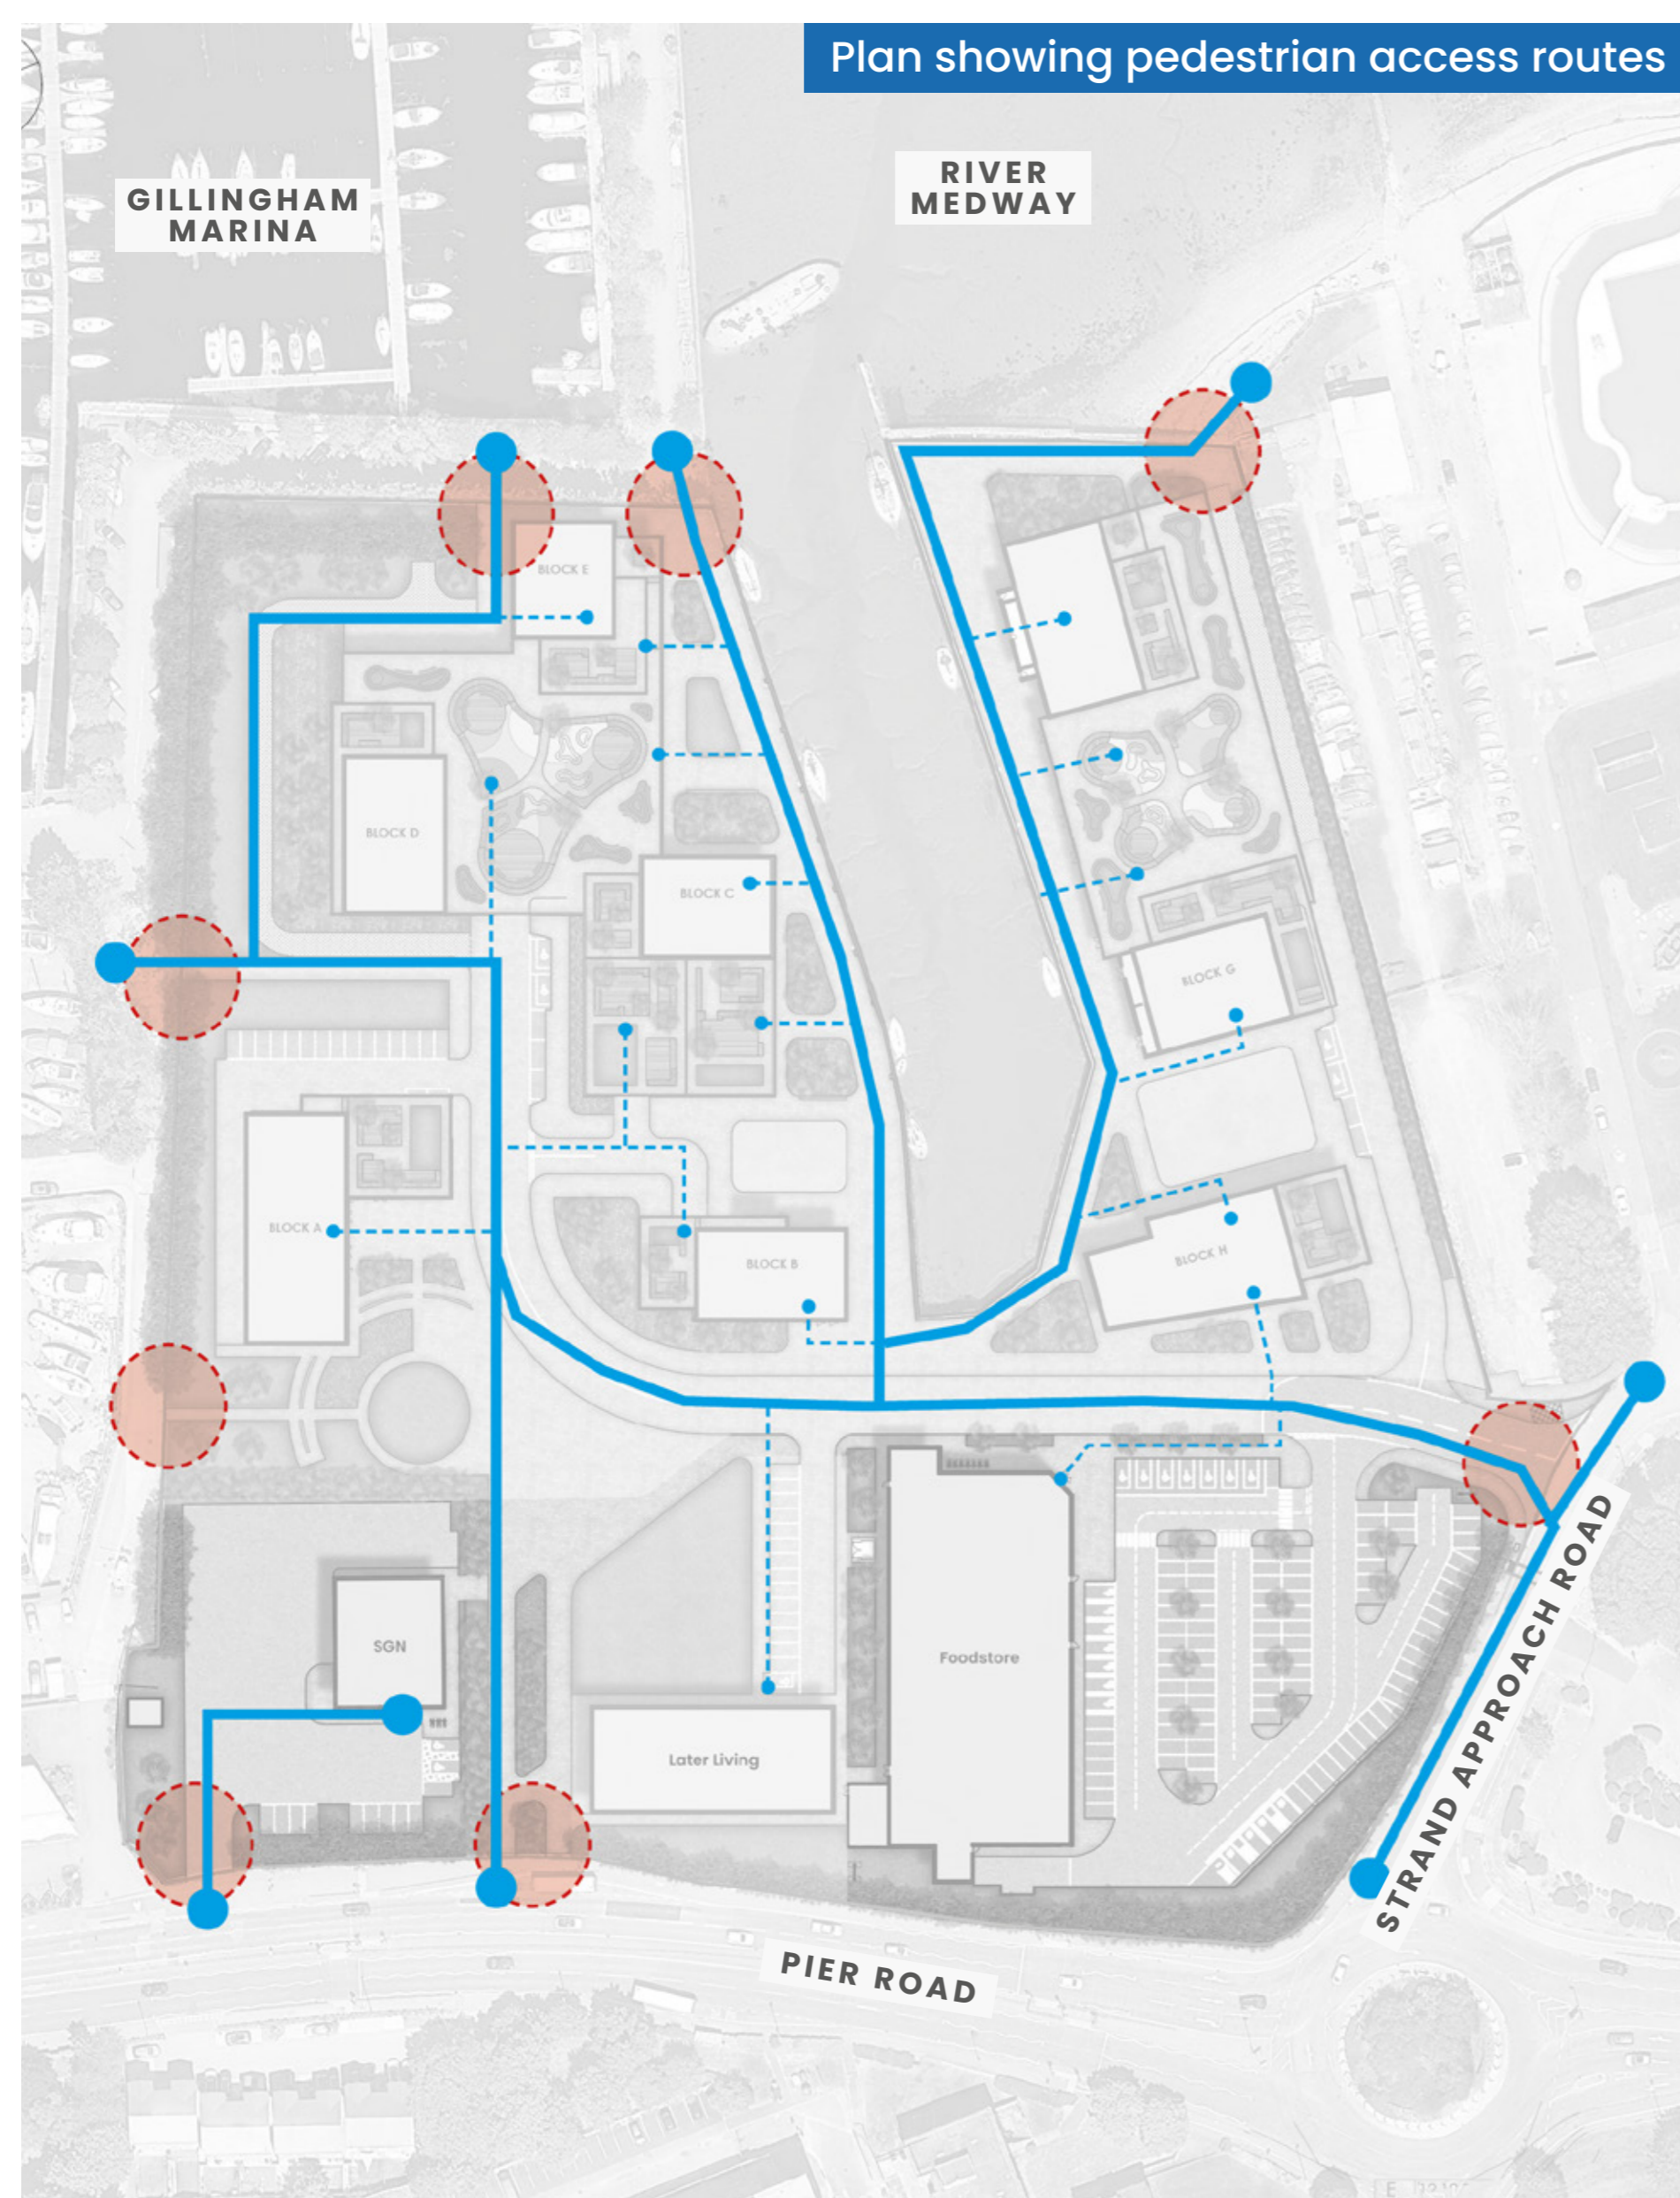 Plan showing pedestrian access routes
GILLINGHAM
MARINA
RIVER
MEDWAY
BLOCK E
BLOCK D
BLOCK C
BLOCK G
BLOCK A
BLOCK B
BLOCK H
SGN
Foodstore
Later Living
STRAND APPROACH ROAD
PIER ROAD